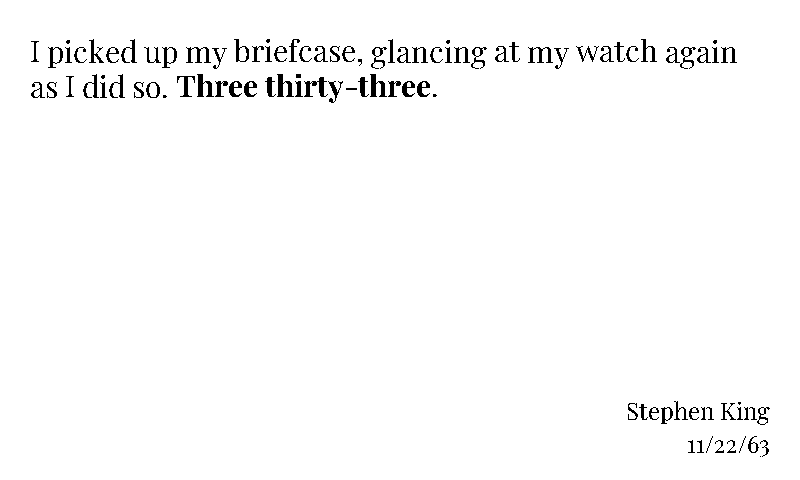 I picked up my briefcase, glancing at my watch again
as I did so. Three thirty-three.
Stephen King
11/22/63